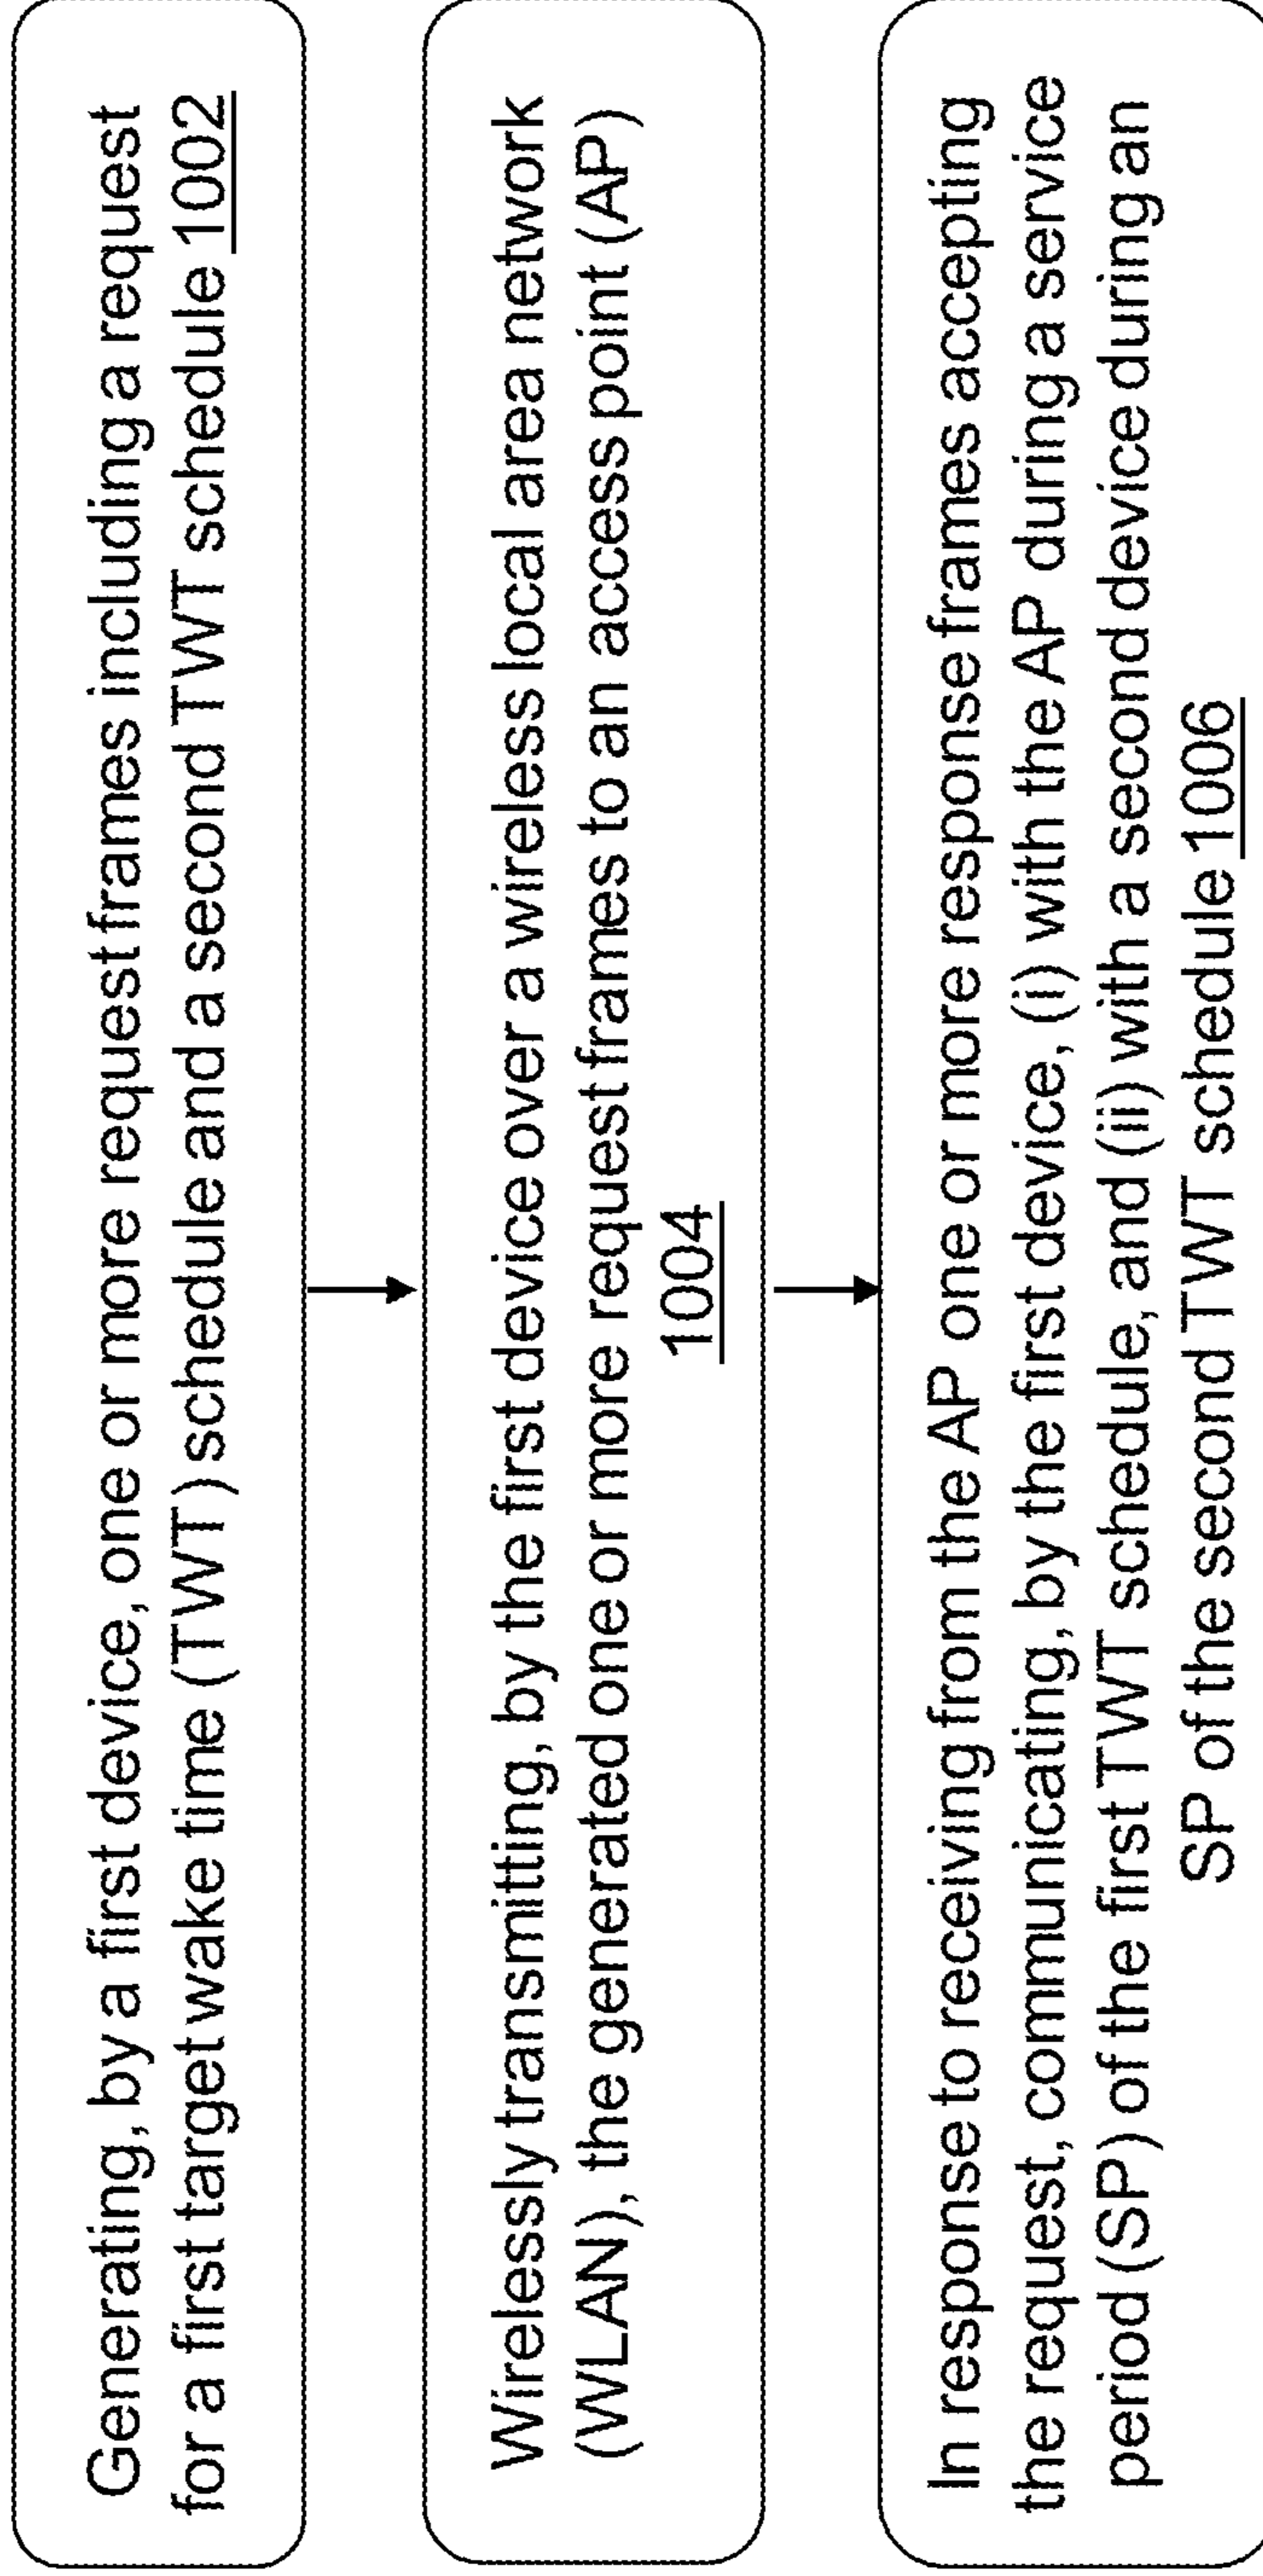 Generating, by a first device, one or more request frames including a request
for a first target wake time (TWT) schedule and a second TWT schedule 1002
Wirelessly transmitting, by the first device over a wireless local area network
(WLAN), the generated one or more request frames to an access point (AP)
1004
In response to receiving from the AP one or more response frames accepting
the request, communicating, by the first device, (i) with the AP during a service
period (SP) of the first TWT schedule, and (ii) with a second device during an
SP of the second TWT schedule 1006